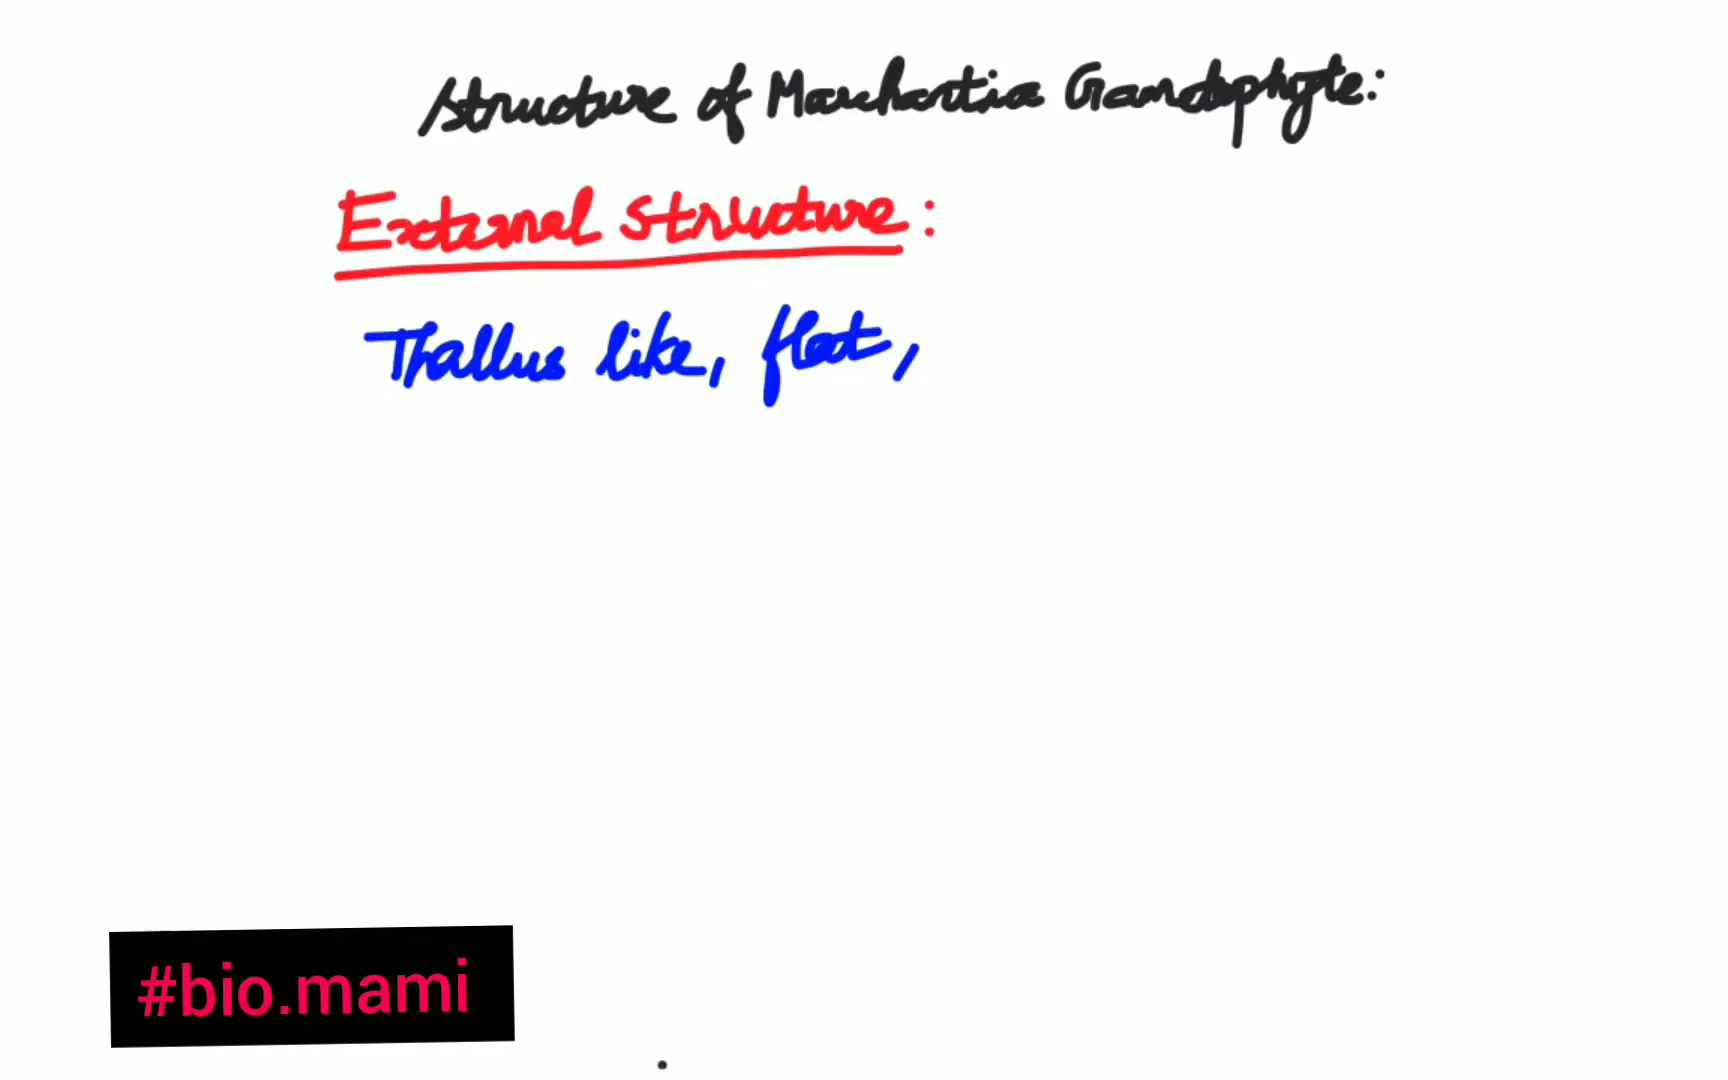 Structure of Marchantia Gametophyte:
External Structure:
Thallus like, flat,
#bio.mami